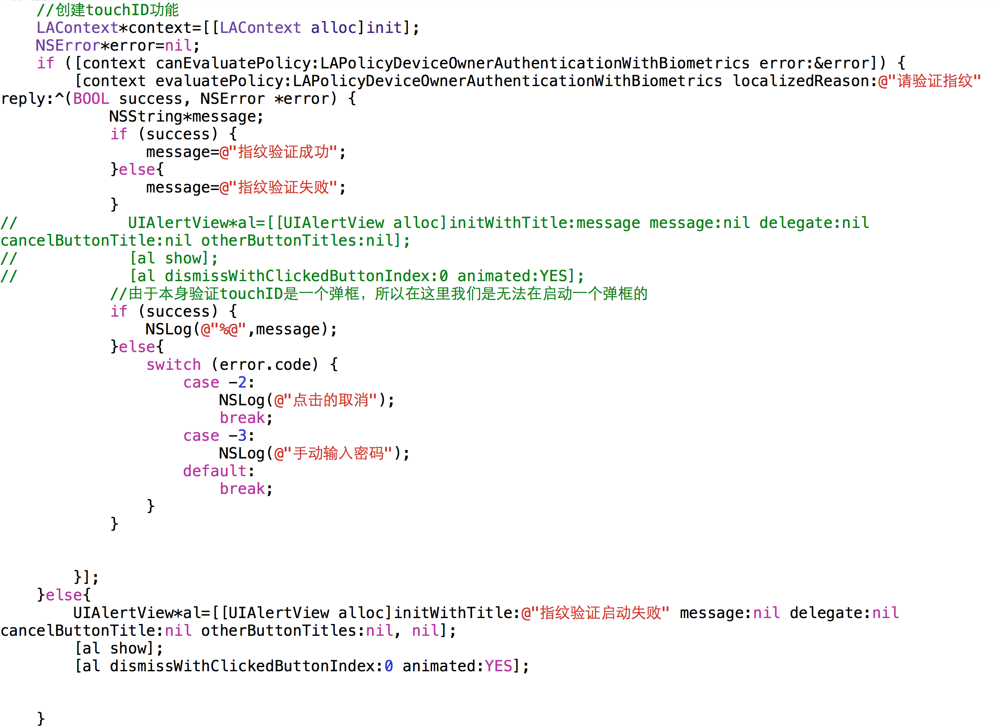 //创建touchID功能
LAContext*context=[[LAContext alloc]init];
NSError*error=nil;
if ([context canEvaluatePolicy:LAPolicyDeviceOwnerAuthenticationWithBiometrics error:&error]) {
[context evaluatePolicy:LAPolicyDeviceOwnerAuthenticationWithBiometrics localizedReason:@"请验证指纹"
reply:^(BOOL success, NSError *error) {
NSString*message;
if (success) {
message=@"指纹验证成功";
}else{
message=@"指纹验证失败";
}
// UIAlertView*al=[[UIAlertView alloc]initWithTitle:message message:nil delegate:nil
cancelButtonTitle:nil otherButtonTitles:nil];
// [al show];
// [al dismissWithClickedButtonIndex:0 animated:YES];
//由于本身验证touchID是一个弹框，所以在这里我们是无法在启动一个弹框的
if (success) {
NSLog(@"%@",message);
}else{
switch (error.code) {
case -2:
NSLog(@"点击的取消");
break;
case -3:
NSLog(@"手动输入密码");
default:
break;
}
}
}];
}else{
UIAlertView*al=[[UIAlertView alloc]initWithTitle:@"指纹验证启动失败" message:nil delegate:nil
cancelButtonTitle:nil otherButtonTitles:nil, nil];
[al show];
[al dismissWithClickedButtonIndex:0 animated:YES];
}